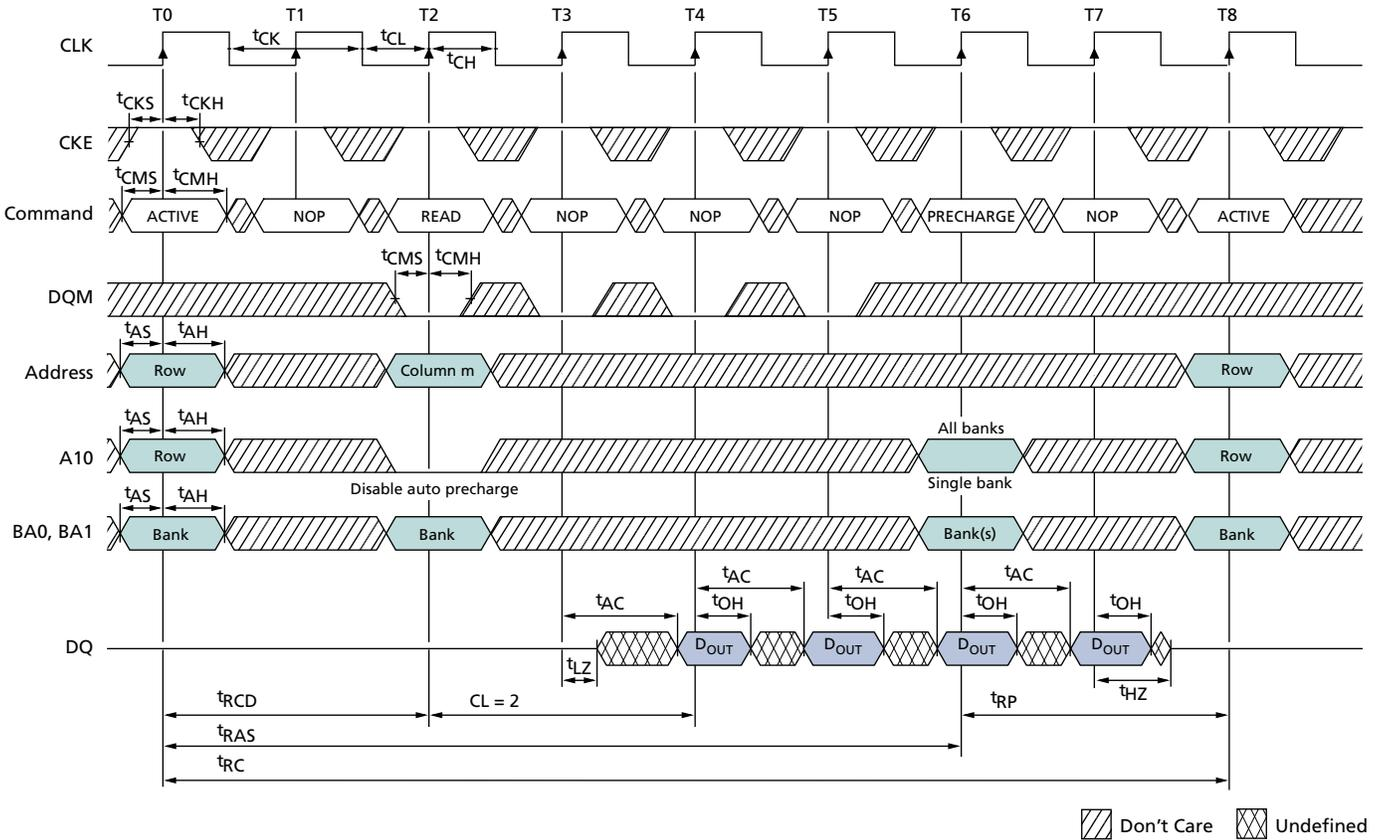 T0 T1 T2 T3 T4 T5 T6 T7 T8
CLK tCK tCL tCH
tCKS tCKH
CKE
tCMS tCMH
Command ACTIVE NOP READ NOP NOP NOP PRECHARGE NOP ACTIVE
tCMS tCMH
DQM
tAS tAH
Address Row Column m Row
tAS tAH All banks
A10 Row Row
Disable auto precharge Single bank
tAS tAH
BA0, BA1 Bank Bank Bank(s) Bank
tAC tAC tAC
tAC tOH tOH tOH tOH
DQ DOUT DOUT DOUT DOUT
tLZ tHZ
tRCD CL = 2 tRP
tRAS
tRC
Don't Care Undefined